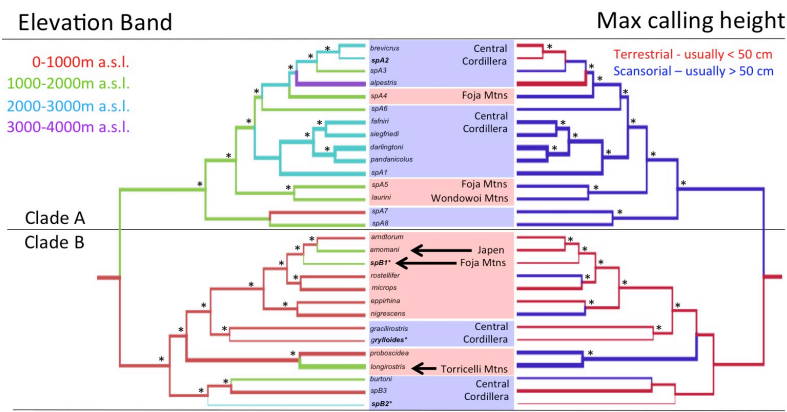 Elevation Band
Max calling height
0-1000m a.s.l.
1000-2000m a.s.l.
2000-3000m a.s.l.
3000-4000m a.s.l.
Terrestrial - usually < 50 cm
Scansorial – usually > 50 cm
brevicrus
spA2
spA3
alpestris
Central
Cordillera
spA4
Foja Mtns
spA6
fafniri
siegfriedi
darlingtoni
pandanicolus
spA1
Central
Cordillera
spA5
Foja Mtns
laurini
Wondowoi Mtns
spA7
spA8
Clade A
Clade B
arndtorum
amomani
Japen
spB1*
Foja Mtns
rostellifer
microps
eppirhina
nigrescens
gracilirostris
grylloides*
Central
Cordillera
proboscidea
longirostris
Torricelli Mtns
burtoni
spB3
spB2*
Central
Cordillera